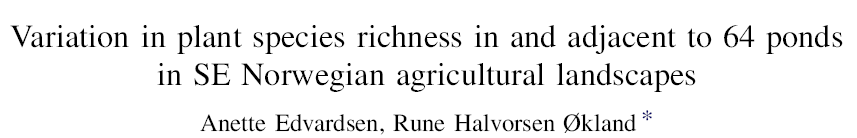 Variation in plant species richness in and adjacent to 64 ponds
in SE Norwegian agricultural landscapes
Anette Edvardsen, Rune Halvorsen Økland *